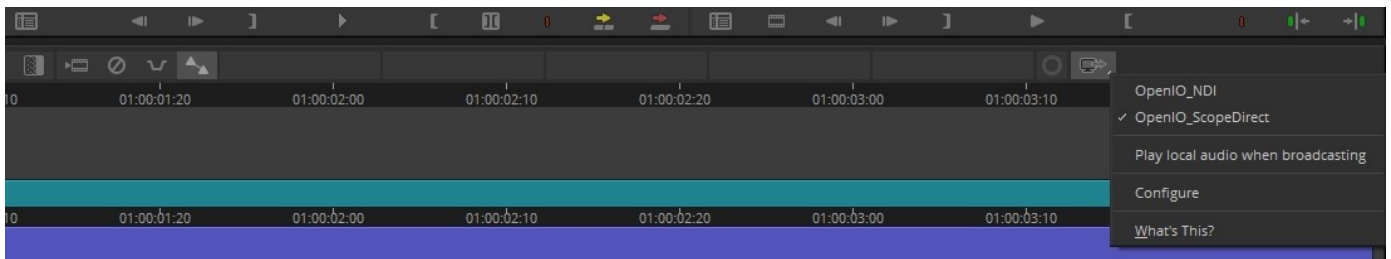 10 01:00:01:20 01:00:02:00 01:00:02:10 01:00:02:20 01:00:03:00 01:00:03:10
OpenIO_NDI
✓ OpenIO_ScopeDirect
Play local audio when broadcasting
Configure
What's This?
10 01:00:01:20 01:00:02:00 01:00:02:10 01:00:02:20 01:00:03:00 01:00:03:10